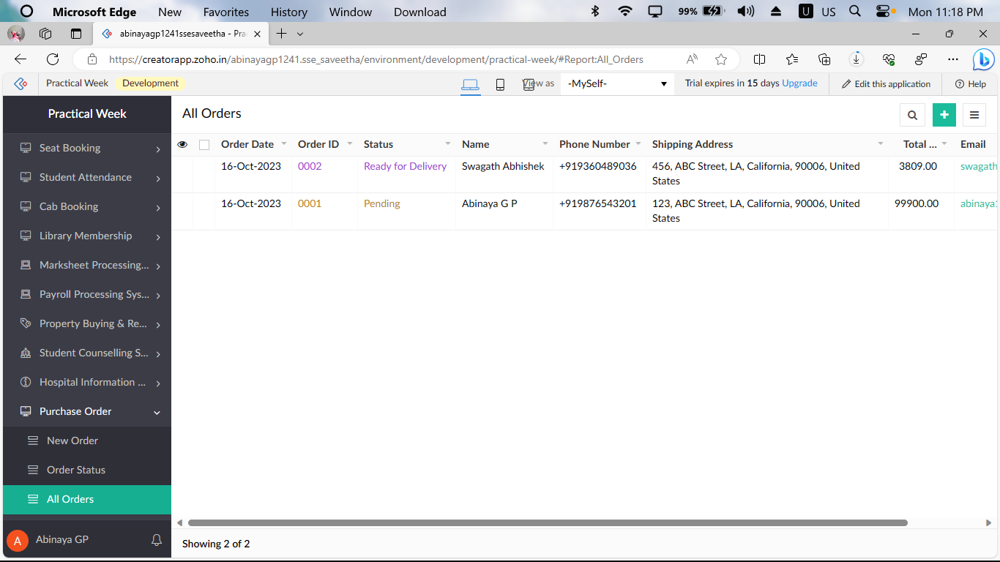 Microsoft Edge New Favorites History Window Download 99% US Mon 11:18 PM
abinayagp1241ssesaveetha - Pra
https://creatorapp.zoho.in/abinayagp1241.sse_saveetha/environment/development/practical-week/#Report:All_Orders
Practical Week Development View as -MySelf- Trial expires in 15 days Upgrade Edit this application Help
Practical Week
Seat Booking
Student Attendance
Cab Booking
Library Membership
Marksheet Processing...
Payroll Processing Sys...
Property Buying & Re...
Student Counselling S...
Hospital Information ...
Purchase Order
New Order
Order Status
All Orders
A Abinaya GP
All Orders
Order Date Order ID Status Name Phone Number Shipping Address Total ... Email
16-Oct-2023 0002 Ready for Delivery Swagath Abhishek +919360489036 456, ABC Street, LA, California, 90006, United 3809.00 swagath
States
16-Oct-2023 0001 Pending Abinaya G P +919876543201 123, ABC Street, LA, California, 90006, United 99900.00 abinaya
States
Showing 2 of 2